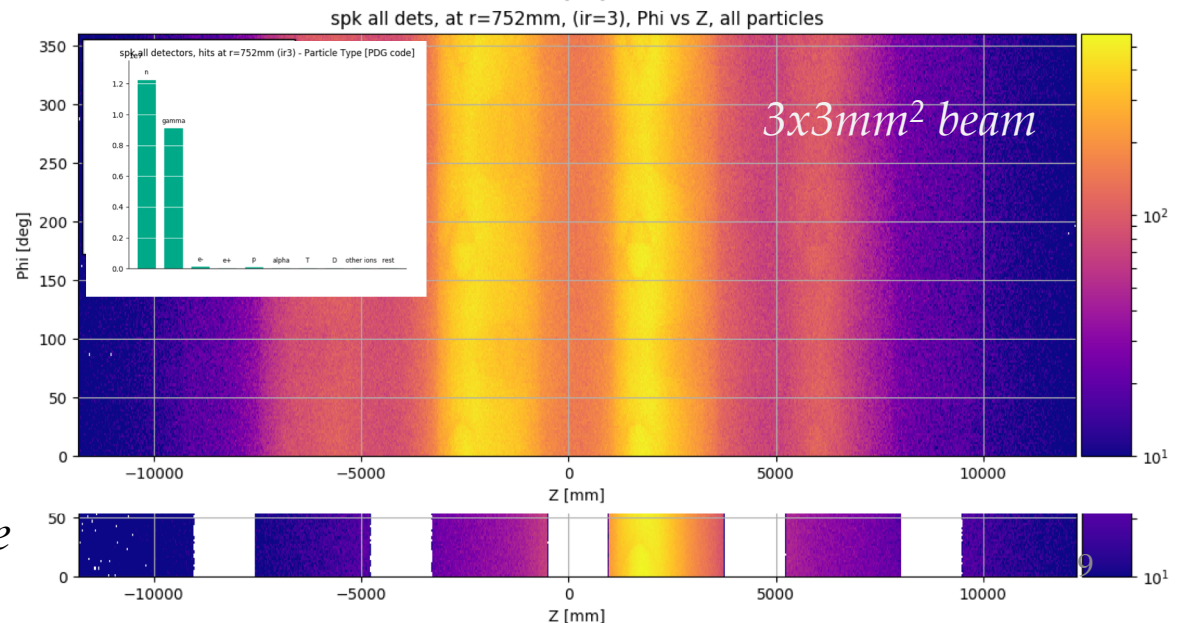 spk all dets, at r=752mm, (ir=3), Phi vs Z, all particles
spk all detectors, hits at r=752mm (ir3) - Particle Type [PDG code]
n
gamma
e-
e+
p
alpha
T
D
other ions
rest
1.2
1.0
0.8
0.6
0.4
0.2
0.0
3x3mm² beam
Phi [deg]
350
300
250
200
150
100
50
0
−10000
−5000
0
5000
10000
Z [mm]
10²
10¹
e
50
0
−10000
−5000
0
5000
10000
Z [mm]
10¹
9